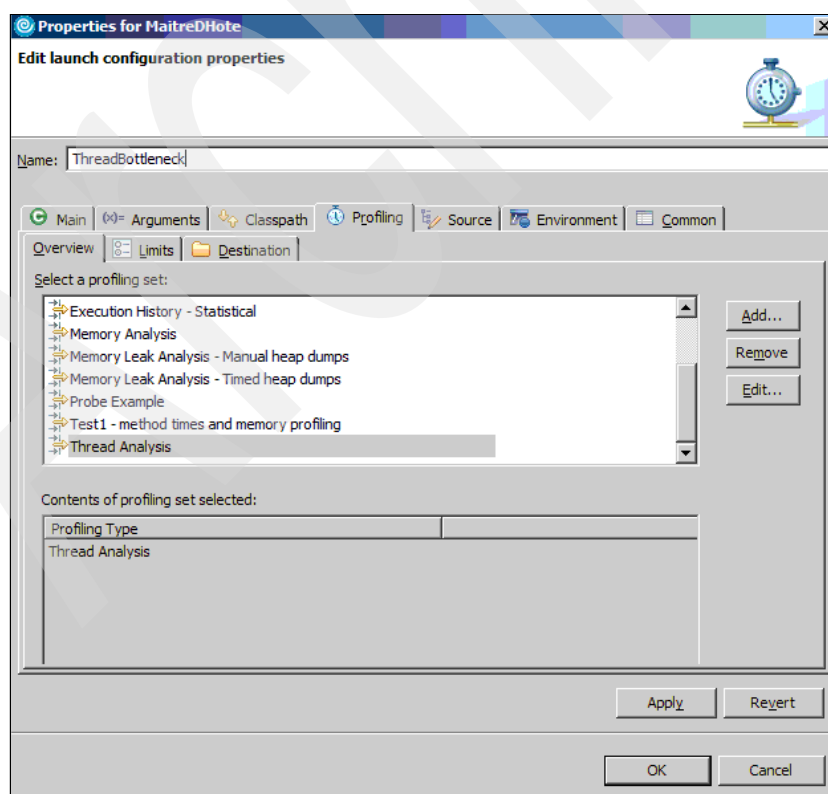 Properties for MaitreDHote
Edit launch configuration properties
Name: ThreadBottleneck
Main (x)= Arguments Classpath Profiling Source Environment Common
Overview Limits Destination
Select a profiling set:
Execution History - Statistical
Memory Analysis
Memory Leak Analysis - Manual heap dumps
Memory Leak Analysis - Timed heap dumps
Probe Example
Test1 - method times and memory profiling
Thread Analysis
Add...
Remove
Edit...
Contents of profiling set selected:
Profiling Type
Thread Analysis
Apply Revert
OK Cancel